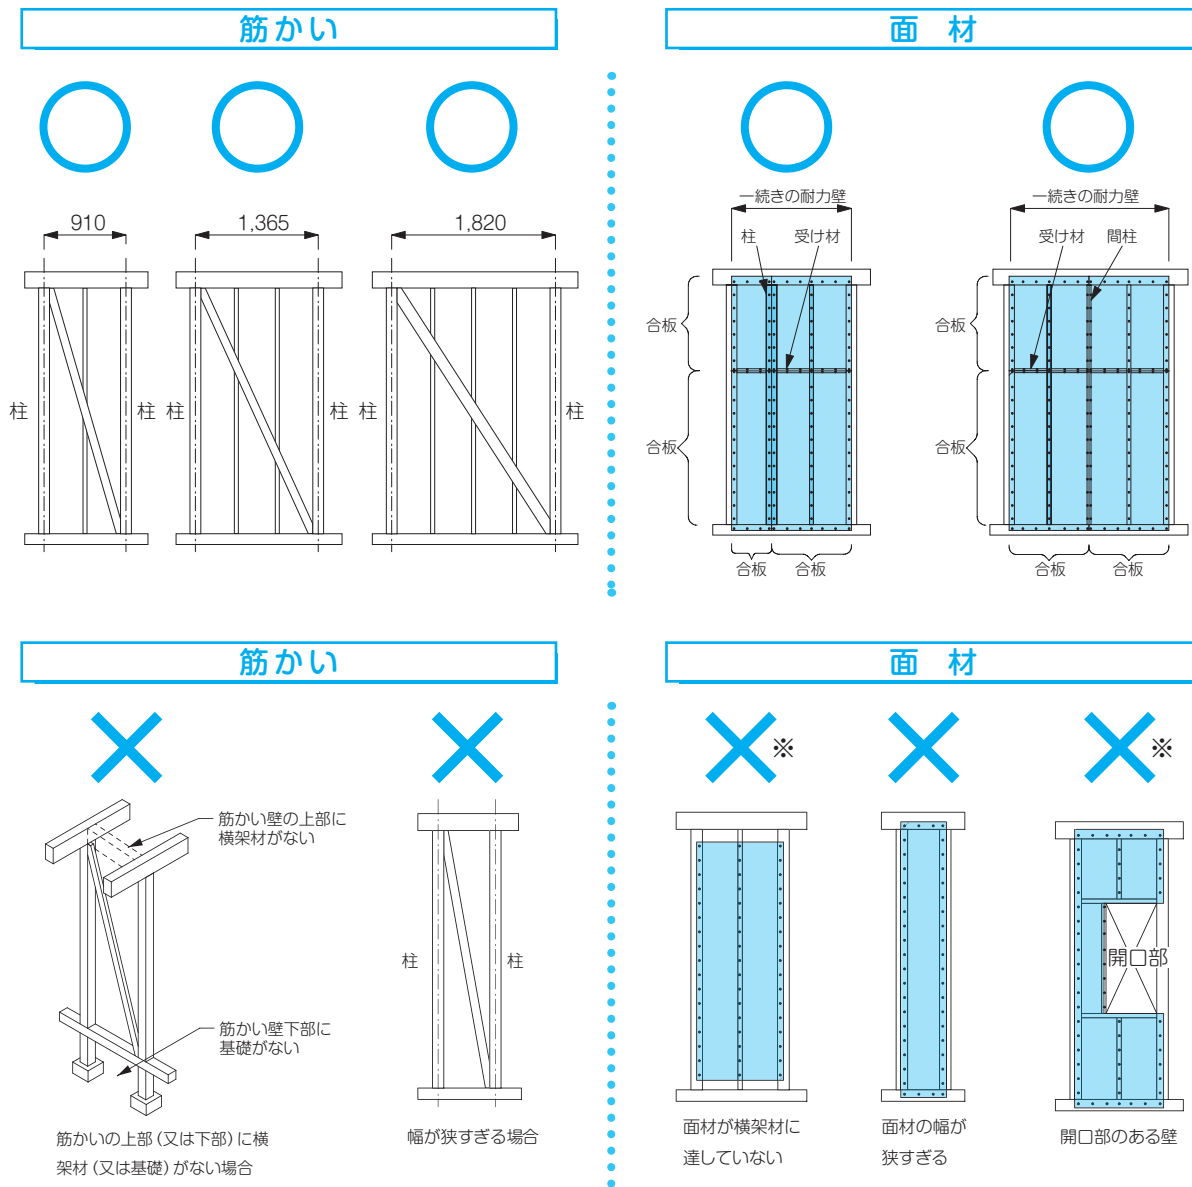 筋かい
面 材
910
1,365
1,820
柱
柱
柱
柱
柱
柱
一続きの耐力壁
柱
受け材
合板
合板
合板
合板
一続きの耐力壁
受け材
間柱
合板
合板
合板
合板
筋かい
面 材
※
※
筋かい壁の上部に
横架材がない
筋かい壁下部に
基礎がない
筋かいの上部(又は下部)に横
架材(又は基礎)がない場合
柱
柱
幅が狭すぎる場合
面材が横架材に
達していない
面材の幅が
狭すぎる
開口部
開口部のある壁